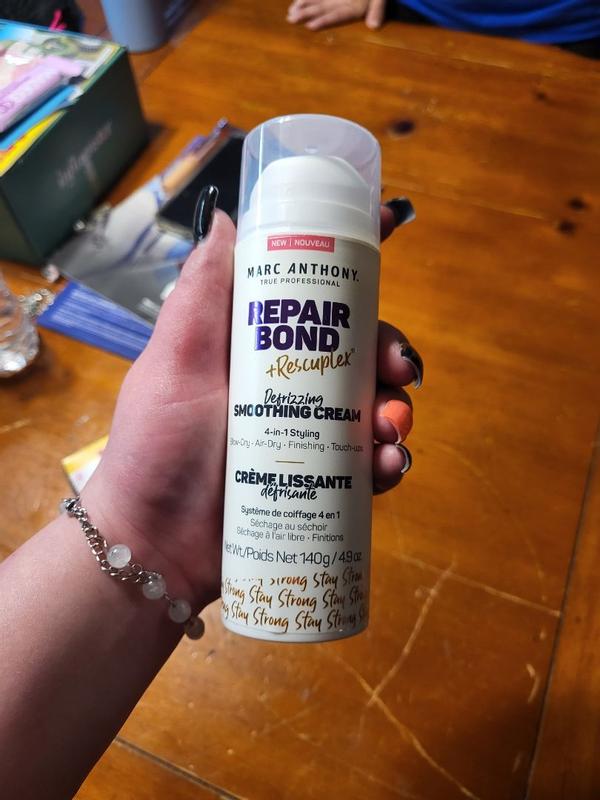 NEW | NOUVEAU
MARC ANTHONY.
TRUE PROFESSIONAL
REPAIR
BOND
+Rescuplex
Defrizzing
SMOOTHING CREAM
4-in-1 Styling
Blow-Dry • Air-Dry • Finishing • Touch-ups
CRÈME LISSANTE
défrisante
Système de coiffage 4 en 1
Séchage au séchoir
Séchage à l'air libre • Finitions
Net Wt./Poids Net 140g / 4.9 oz
Strong Stay Strong
Strong Stay Strong Stay Strong
Stay Strong Stay Strong